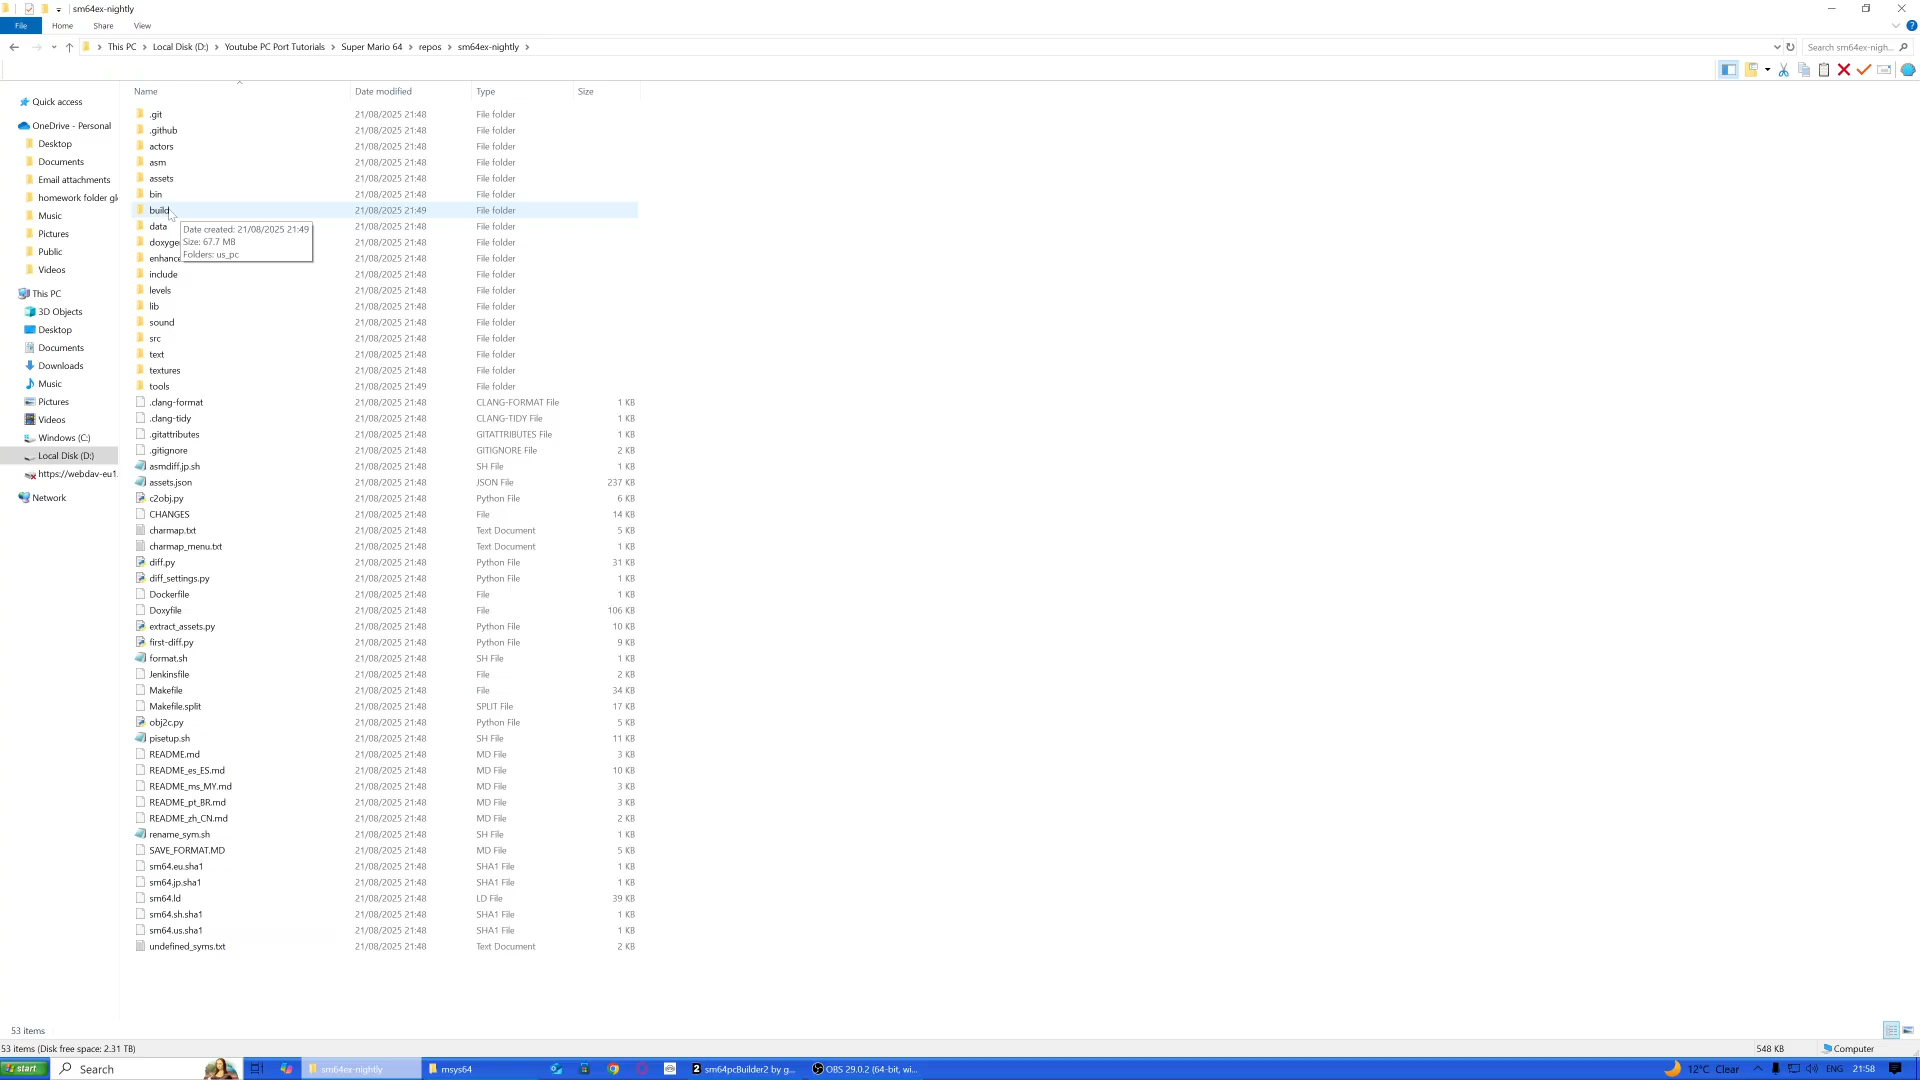 sm64ex-nightly
File Home Share View
This PC Local Disk (D:) Youtube PC Port Tutorials Super Mario 64 repos sm64ex-nightly
Search sm64ex-nigh...
Name Date modified Type Size
Quick access
OneDrive - Personal
Desktop
Documents
Email attachments
Music
Pictures
Public
Videos
This PC
3D Objects
Desktop
Documents
Downloads
Music
Pictures
Videos
Windows (C:)
Local Disk (D:)
https://webdav-eu1.
Network
.git 21/08/2025 21:48 File folder
.github 21/08/2025 21:48 File folder
actors 21/08/2025 21:48 File folder
asm 21/08/2025 21:48 File folder
assets 21/08/2025 21:48 File folder
bin 21/08/2025 21:48 File folder
build 21/08/2025 21:49 File folder
data 21/08/2025 21:48 File folder
doxyge 21/08/2025 21:48 File folder
enhance 21/08/2025 21:48 File folder
Date created: 21/08/2025 21:49
Size: 67.7 MB
Folders: us_pc
include 21/08/2025 21:48 File folder
levels 21/08/2025 21:48 File folder
lib 21/08/2025 21:48 File folder
sound 21/08/2025 21:48 File folder
src 21/08/2025 21:48 File folder
text 21/08/2025 21:48 File folder
textures 21/08/2025 21:48 File folder
tools 21/08/2025 21:49 File folder
.clang-format 21/08/2025 21:48 CLANG-FORMAT File 1 KB
.clang-tidy 21/08/2025 21:48 CLANG-TIDY File 1 KB
.gitattributes 21/08/2025 21:48 GITATTRIBUTES File 1 KB
.gitignore 21/08/2025 21:48 GITIGNORE File 2 KB
asmdiff.jp.sh 21/08/2025 21:48 SH File 1 KB
assets.json 21/08/2025 21:48 JSON File 237 KB
c2obj.py 21/08/2025 21:48 Python File 6 KB
CHANGES 21/08/2025 21:48 File 14 KB
charmap.txt 21/08/2025 21:48 Text Document 5 KB
charmap_menu.txt 21/08/2025 21:48 Text Document 1 KB
diff.py 21/08/2025 21:48 Python File 31 KB
diff_settings.py 21/08/2025 21:48 Python File 1 KB
Dockerfile 21/08/2025 21:48 File 1 KB
Doxyfile 21/08/2025 21:48 File 106 KB
extract_assets.py 21/08/2025 21:48 Python File 10 KB
first-diff.py 21/08/2025 21:48 Python File 9 KB
format.sh 21/08/2025 21:48 SH File 1 KB
Jenkinsfile 21/08/2025 21:48 File 2 KB
Makefile 21/08/2025 21:48 File 34 KB
Makefile.split 21/08/2025 21:48 SPLIT File 17 KB
obj2c.py 21/08/2025 21:48 Python File 5 KB
pisetup.sh 21/08/2025 21:48 SH File 11 KB
README.md 21/08/2025 21:48 MD File 3 KB
README_es_ES.md 21/08/2025 21:48 MD File 10 KB
README_ms_MY.md 21/08/2025 21:48 MD File 3 KB
README_pt_BR.md 21/08/2025 21:48 MD File 3 KB
README_zh_CN.md 21/08/2025 21:48 MD File 2 KB
rename_sym.sh 21/08/2025 21:48 SH File 1 KB
SAVE_FORMAT.MD 21/08/2025 21:48 MD File 5 KB
sm64.eu.sha1 21/08/2025 21:48 SHA1 File 1 KB
sm64.jp.sha1 21/08/2025 21:48 SHA1 File 1 KB
sm64.ld 21/08/2025 21:48 LD File 39 KB
sm64.sh.sha1 21/08/2025 21:48 SHA1 File 1 KB
sm64.us.sha1 21/08/2025 21:48 SHA1 File 1 KB
undefined_syms.txt 21/08/2025 21:48 Text Document 2 KB
53 items
53 items (Disk free space: 2.31 TB) 548 KB Computer
start Search sm64ex-nightly msys64 sm64pcBuilder2 by g... OBS 29.0.2 (64-bit, wi... 12°C Clear ENG 21:58